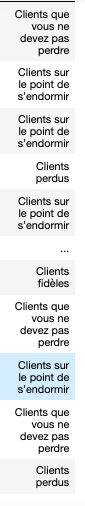 Clients que
vous ne
devez pas
perdre
Clients sur
le point de
s'endormir
Clients sur
le point de
s'endormir
Clients
perdus
Clients sur
le point de
s'endormir
...
Clients
fidèles
Clients que
vous ne
devez pas
perdre
Clients sur
le point de
s'endormir
Clients que
vous ne
devez pas
perdre
Clients
perdus